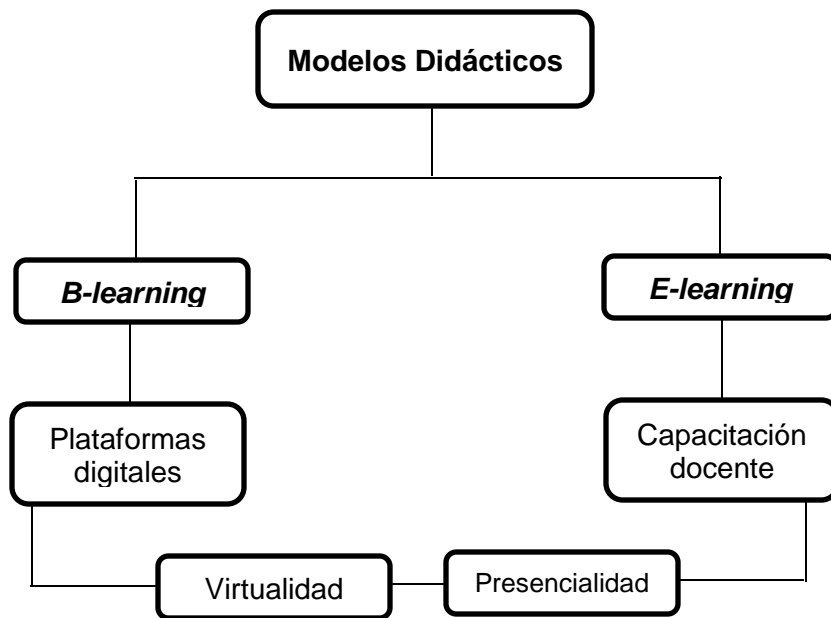 Modelos Didácticos
B-learning
E-learning
Plataformas
digitales
Capacitación
docente
Virtualidad
Presencialidad